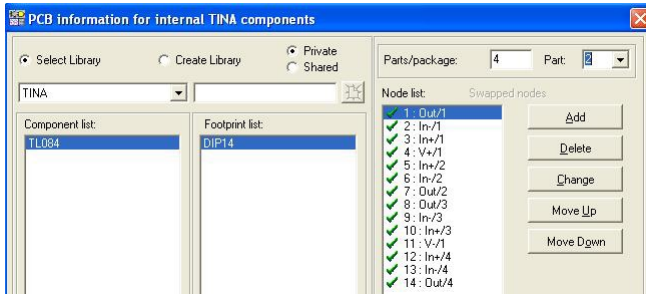 PCB information for internal TINA components
Select Library
Create Library
Private
Shared
TINA
Component list:
TL084
Footprint list:
DIP14
Parts/package: 4 Part: 2
Node list: Swapped nodes
1 : Out/1
2 : In-/1
3 : In+/1
4 : V+/1
5 : In+/2
6 : In-/2
7 : Out/2
8 : Out/3
9 : In-/3
10 : In+/3
11 : V-/1
12 : In+/4
13 : In-/4
14 : Out/4
Add
Delete
Change
Move Up
Move Down